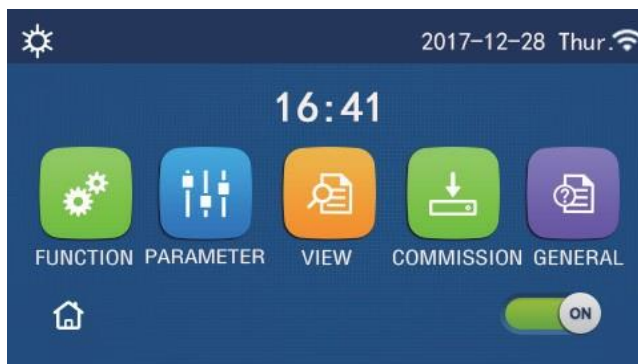 2017-12-28 Thur.
16:41
FUNCTION PARAMETER VIEW COMMISSION GENERAL
ON